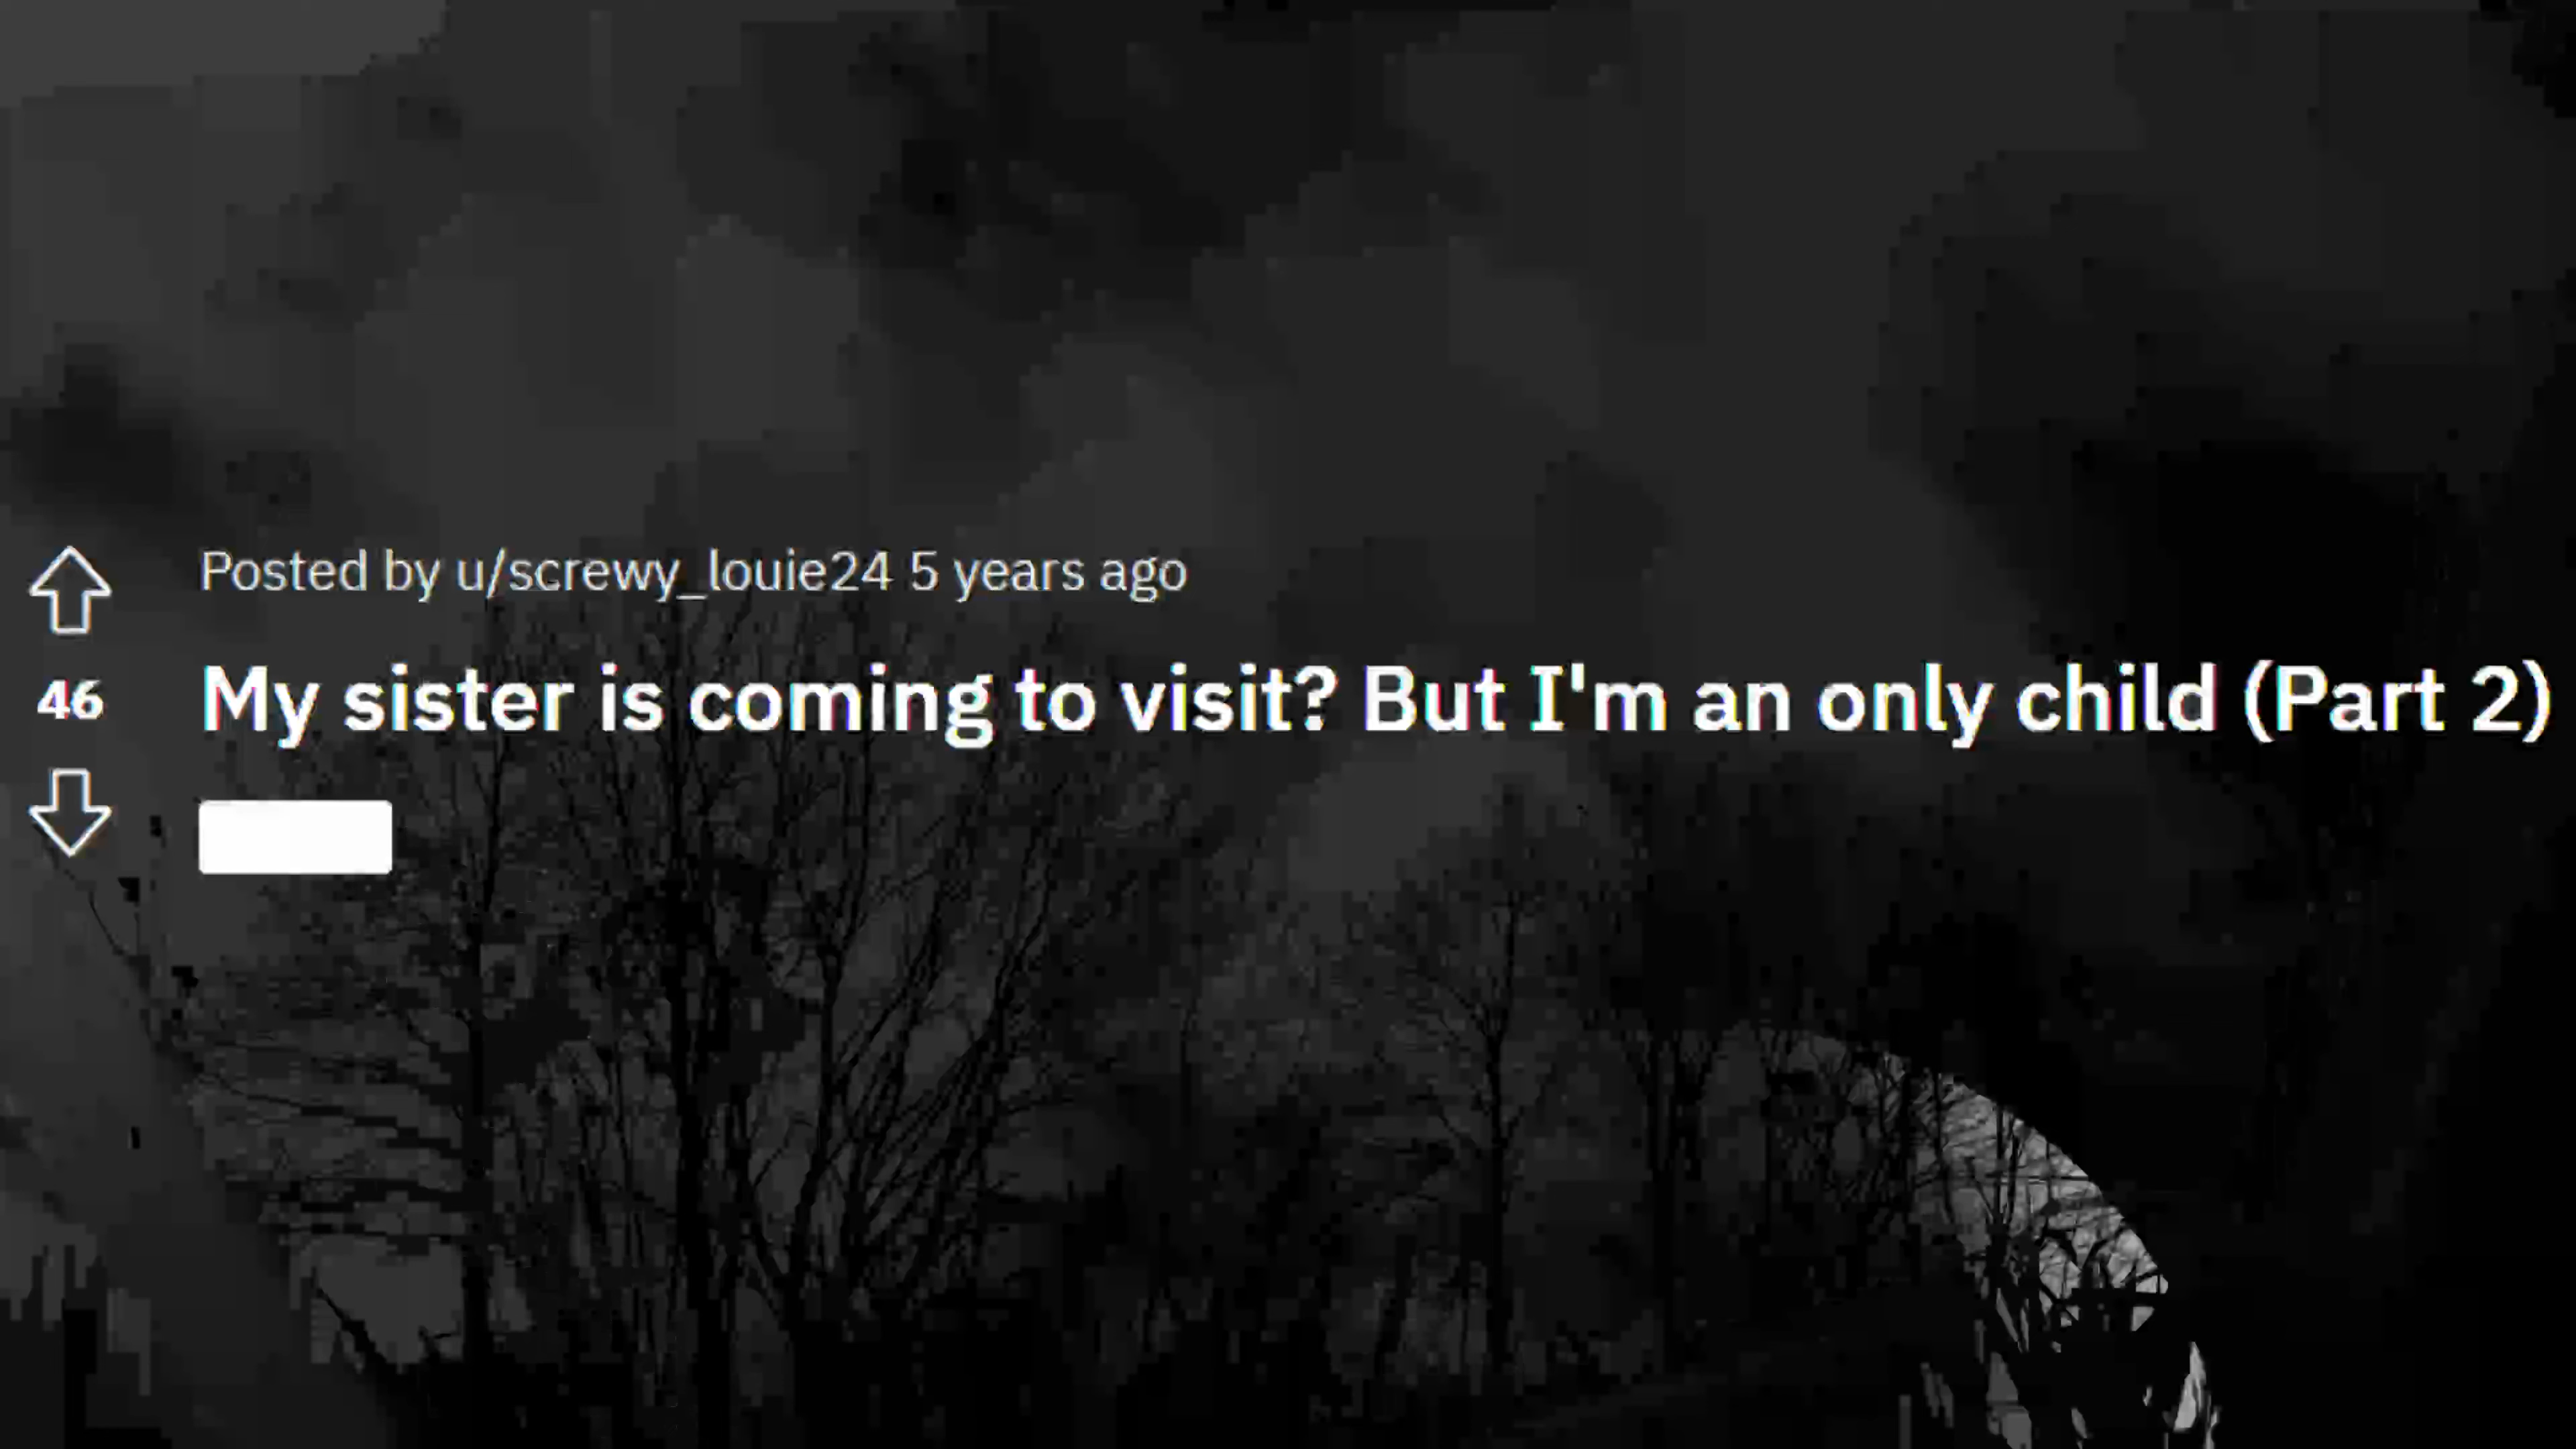 Posted by u/screwy_louie24 5 years ago
46
My sister is coming to visit? But I'm an only child (Part 2)